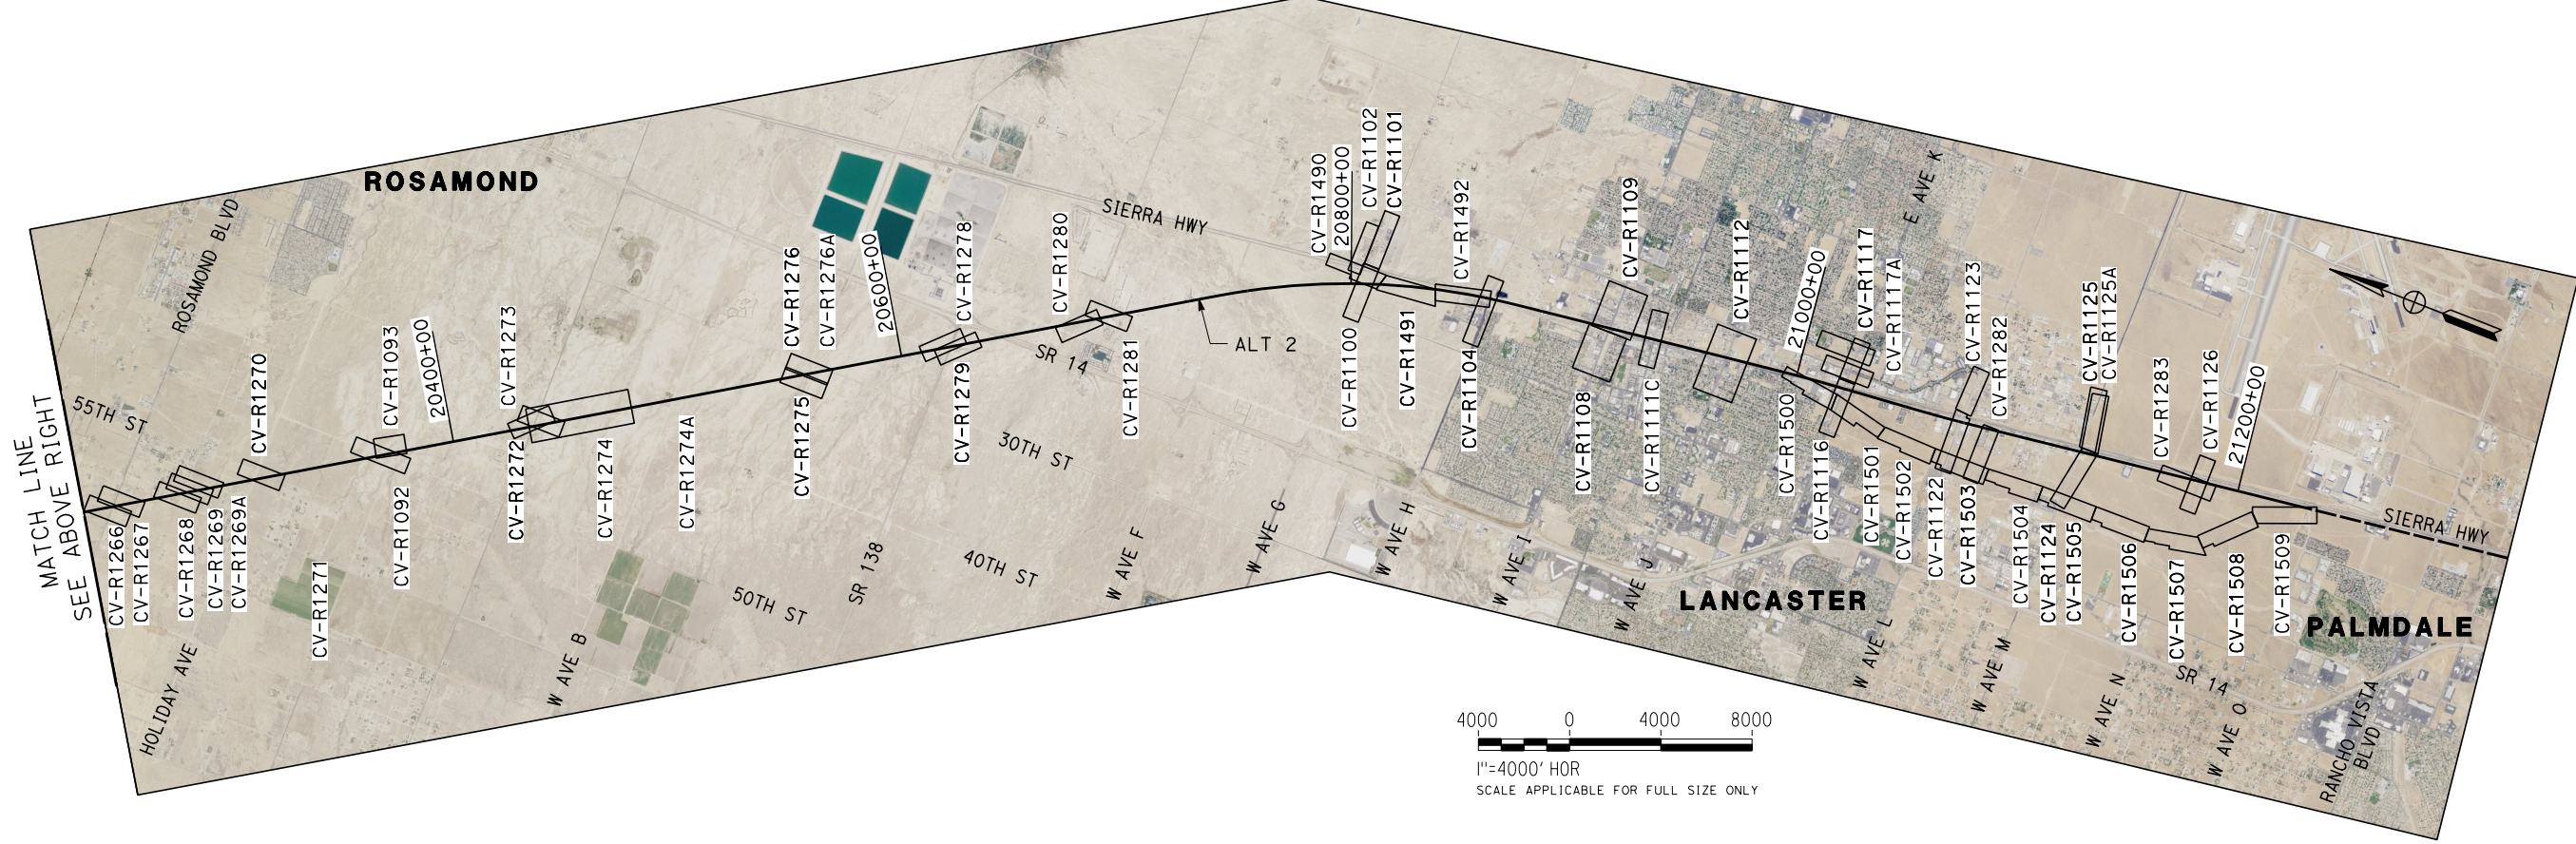 ROSAMOND
ROSAMOND BLVD
55TH ST
MATCH LINE
SEE ABOVE RIGHT
HOLIDAY AVE
CV-R1266
CV-R1267
CV-R1268
CV-R1269
CV-R1269A
CV-R1270
CV-R1271
CV-R1093
CV-R1092
20400+00
CV-R1273
CV-R1272
CV-R1274
CV-R1274A
W AVE B
50TH ST
CV-R1276
CV-R1276A
CV-R1275
SR 138
20600+00
CV-R1278
CV-R1279
40TH ST
30TH ST
SR 14
CV-R1280
CV-R1281
SIERRA HWY
W AVE F
ALT 2
W AVE G
CV-R1490
20800+00
CV-R1102
CV-R1101
CV-R1100
W AVE H
CV-R1491
CV-R1492
CV-R1104
W AVE I
CV-R1108
CV-R1109
CV-R1111C
W AVE J
CV-R1112
LANCASTER
21000+00
CV-R1500
CV-R1116
CV-R1117
CV-R1117A
E AVE K
W AVE L
CV-R1501
CV-R1502
CV-R1122
CV-R1503
CV-R1123
CV-R1282
W AVE M
CV-R1504
CV-R1124
CV-R1505
CV-R1125
CV-R1125A
W AVE N
CV-R1506
CV-R1507
CV-R1283
CV-R1126
21200+00
SR 14
W AVE O
CV-R1508
CV-R1509
SIERRA HWY
PALMDALE
RANCHO VISTA
BLVD
4000 0 4000 8000
1"=4000' HOR
SCALE APPLICABLE FOR FULL SIZE ONLY